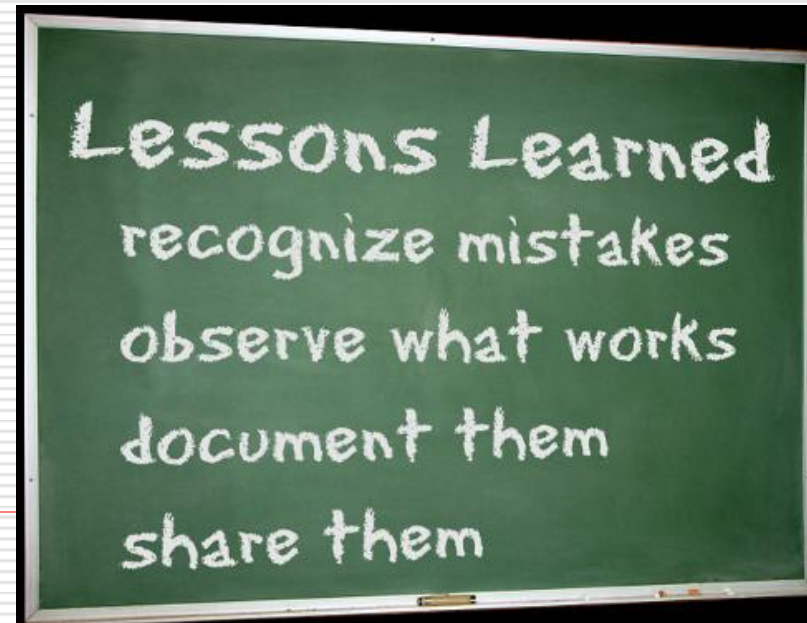 Lessons Learned
recognize mistakes
observe what works
document them
share them